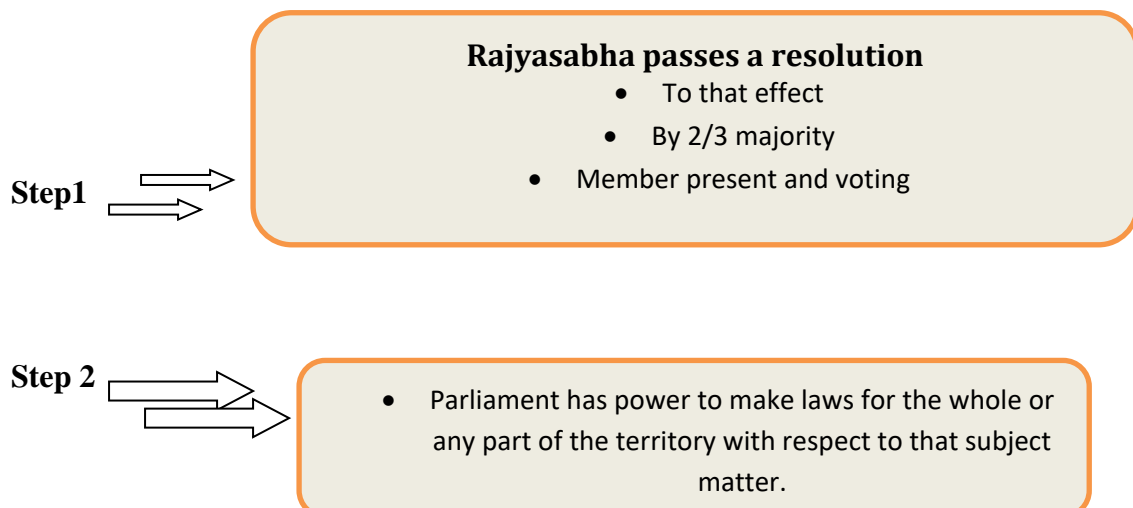 Rajyasabha passes a resolution
• To that effect
• By 2/3 majority
• Member present and voting
Step1
Step 2
• Parliament has power to make laws for the whole or
any part of the territory with respect to that subject
matter.